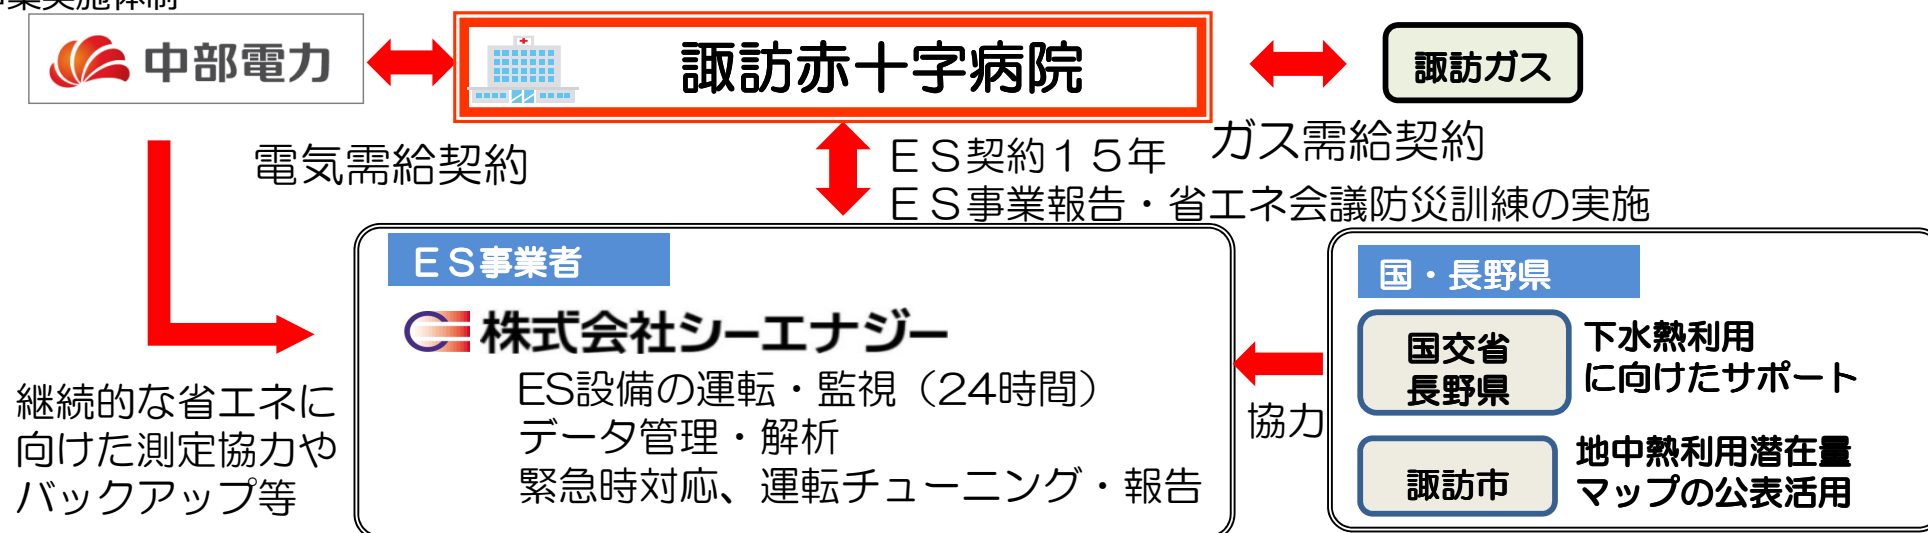 事業実施体制
中部電力
諏訪赤十字病院
諏訪ガス
電気需給契約
ES契約15年
ガス需給契約
ES事業報告・省エネ会議防災訓練の実施
ES事業者
株式会社シーエナジー
ES設備の運転・監視（24時間）
データ管理・解析
緊急時対応、運転チューニング・報告
継続的な省エネに
向けた測定協力や
バックアップ等
協力
国・長野県
国交省
長野県
下水熱利用
に向けたサポート
諏訪市
地中熱利用潜在量
マップの公表活用